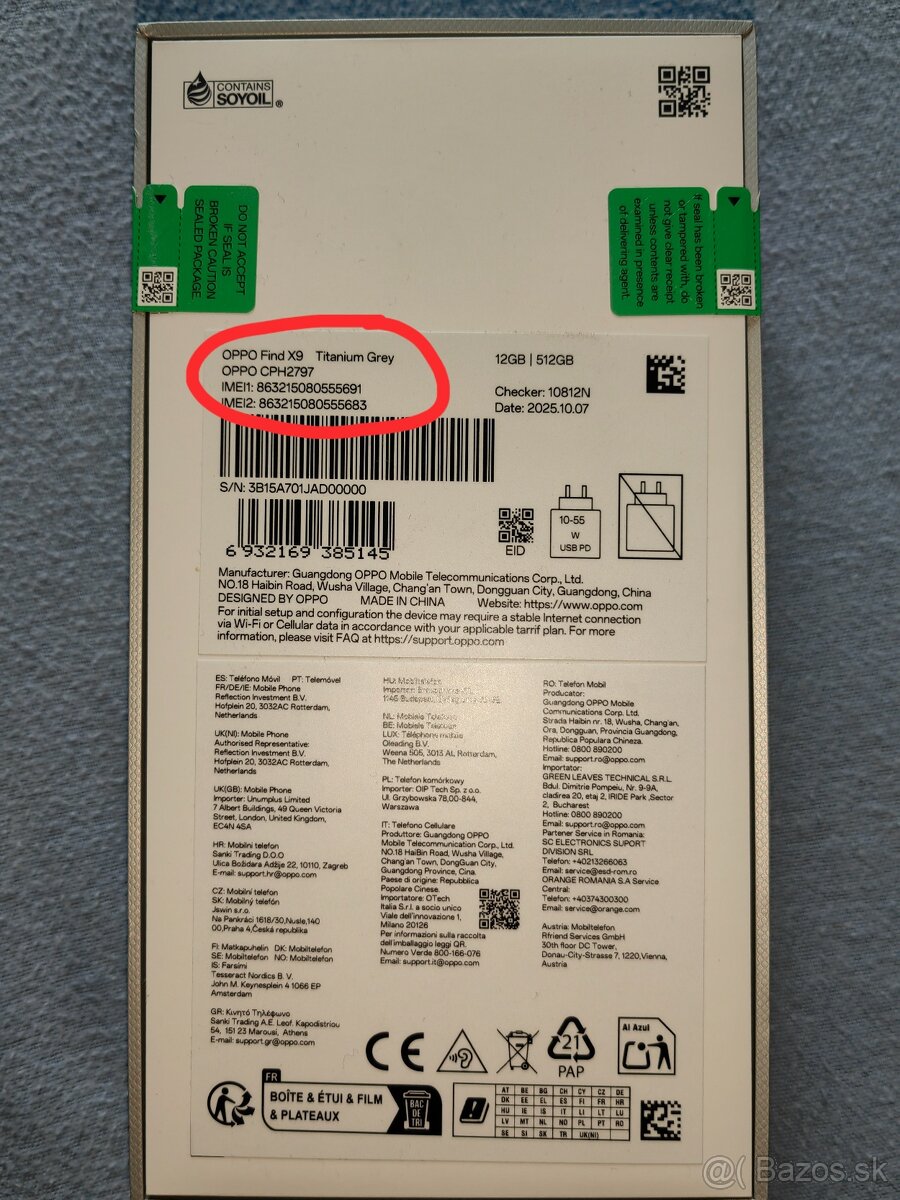 CONTAINS
SOYOIL ®
DO NOT ACCEPT
IF SEAL IS
BROKEN CAUTION
SEALED PACKAGE
If seal has been broken
or tampered with, do
not give clear receipt
unless contents are
examined in presence
of delivering agent.
OPPO Find X9 Titanium Grey
OPPO CPH2797
IMEI1: 863215080555691
IMEI2: 863215080555683
12GB | 512GB
Checker: 10812N
Date: 2025.10.07
S/N: 3B15A701JAD00000
6 932169 385145
EID
10-55
W
USB PD
Manufacturer: Guangdong OPPO Mobile Telecommunications Corp., Ltd.
NO.18 Haibin Road, Wusha Village, Chang'an Town, Dongguan City, Guangdong, China
DESIGNED BY OPPO MADE IN CHINA Website: https://www.oppo.com
For initial setup and configuration the device may require a stable Internet connection
via Wi-Fi or Cellular data in accordance with your applicable tarrif plan. For more
information, please visit FAQ at https://support.oppo.com
ES: Teléfono Móvil PT: Telemóvel
FR/DE/IE: Mobile Phone
Reflection Investment B.V.
Hofplein 20, 3032AC Rotterdam,
Netherlands
UK(NI): Mobile Phone
Authorised Representative:
Reflection Investment B.V.
Hofplein 20, 3032AC Rotterdam,
Netherlands
UK(GB): Mobile Phone
Importer: Unumplus Limited
7 Albert Buildings, 49 Queen Victoria
Street, London, United Kingdom,
EC4N 4SA
HR: Mobilni telefon
Sanki Trading D.O.O
Ulica Božidara Adžije 22, 10110, Zagreb
E-mail: support.hr@oppo.com
CZ: Mobilní telefon
SK: Mobilný telefón
Jswin s.r.o.
Na Pankráci 1618/30,Nusle,140
00,Praha 4,Česká republika
FI: Matkapuhelin DK: Mobiltelefon
SE: Mobiltelefon NO: Mobiltelefon
IS: Farsími
Tesseract Nordics B. V.
John M. Keynesplein 4 1066 EP
Amsterdam
GR: Κινητό Τηλέφωνο
Sanki Trading A.E. Leof. Kapodistriou
54, 151 23 Marousi, Athens
E-mail: support.gr@oppo.com
HU: Mobiltelefon
Importer:
1146 Budapest,
NL: Mobiele Telefoon
BE: Mobiele Telefoon
LUX: Téléphone mobile
Oleading B.V.
Weena 505, 3013 AL Rotterdam,
The Netherlands
PL: Telefon komórkowy
Importer: OIP Tech Sp. z o.o.
Ul. Grzybowska 78,00-844,
Warszawa
IT: Telefono Cellulare
Produttore: Guangdong OPPO
Mobile Telecommunication Corp., Ltd.
NO.18 HaiBin Road, Wusha Village,
Chang'an Town, DongGuan City,
Guangdong Province, Cina.
Paese di origine: Repubblica
Popolare Cinese.
Importatore: OTech
Italia S.r.l. a socio unico
Viale dell'innovazione 1,
Milano 20126
Per informazioni sulla raccolta
dell'imballaggio leggi QR.
Numero Verde 800-166-076
Email: support.it@oppo.com
RO: Telefon Mobil
Producator:
Guangdong OPPO Mobile
Communications Corp. Ltd.
Strada Haibin nr. 18, Wusha, Chang'an,
Ora, Dongguan, Provincia Guangdong,
Republica Populara Chineza.
Hotline: 0800 890200
Email: support.ro@oppo.com
Importator:
GREEN LEAVES TECHNICAL S.R.L
Bdul. Dimitrie Pompeiu, Nr. 9-9A,
cladirea 20, etaj 2, IRIDE Park ,Sector
2, Bucharest
Hotline: 0800 890200
Email: support.ro@oppo.com
Partener Service in Romania:
SC ELECTRONICS SUPORT
DIVISION SRL
Telefon: +40213266063
Email: service@esd-rom.ro
ORANGE ROMANIA S.A Service
Central:
Telefon: +40374300300
Email: service@orange.com
Austria: Mobiltelefon
Rfriend Services GmbH
30th floor DC Tower,
Donau-City-Strasse 7, 1220,Vienna,
Austria
CE
21
PAP
Ai Azul
FR
BOÎTE & ÉTUI & FILM
& PLATEAUX
BAC
DE
TRI
AT BE BG CH CY CZ DE
DK EE EL ES FI FR HR
HU IE IS IT LI LT LU
LV MT NL NO PL PT RO
SE SI SK TR UK(NI)
@( Bazos.sk